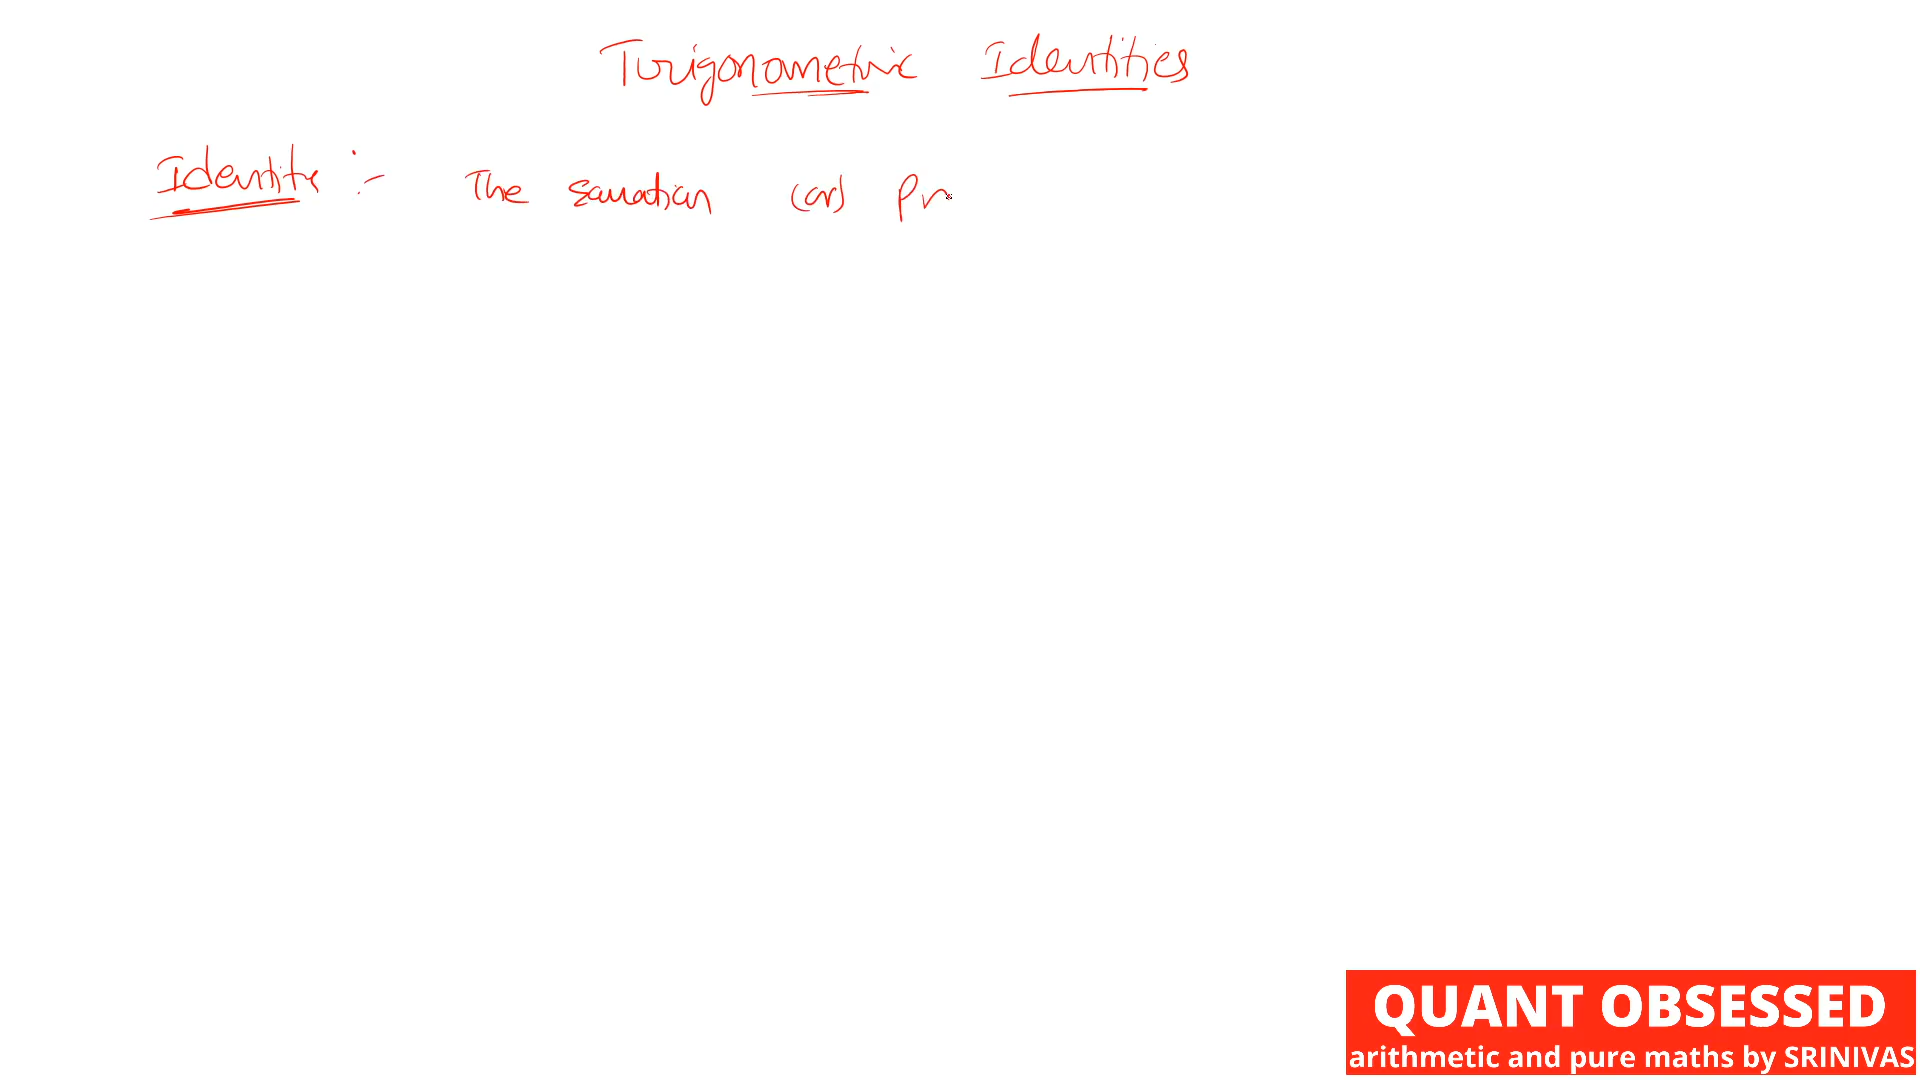 Trigonometric Identities
Identity :- The Equation (or) Pr
QUANT OBSESSED
arithmetic and pure maths by SRINIVAS